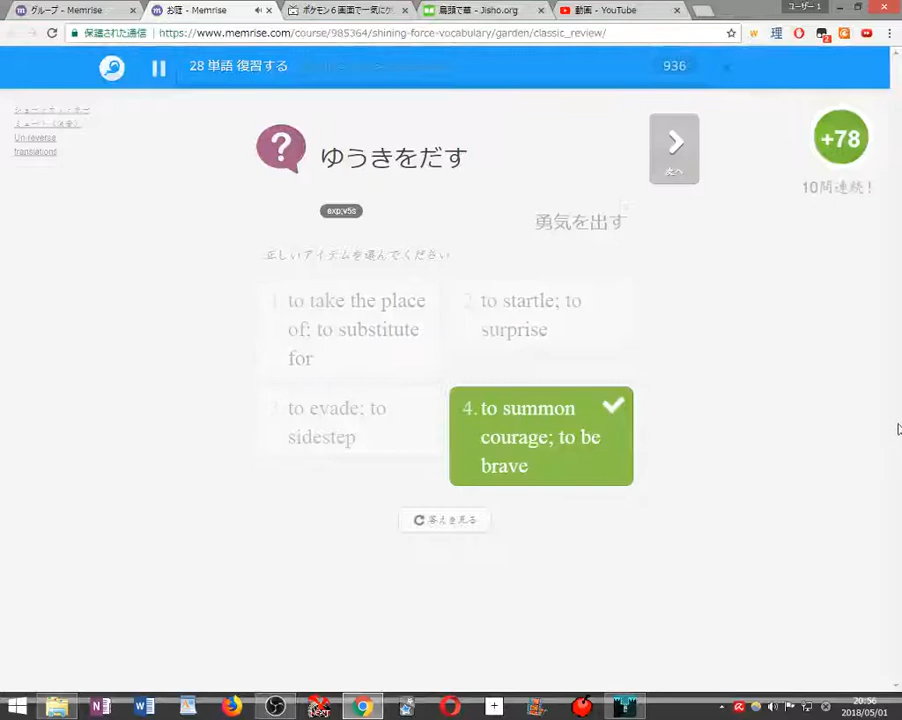 グループ - Memrise
お庭 - Memrise
ポケモン6画面で一気に
扇頭で華 - Jisho.org
動画 - YouTube
ユーザー 1
保護された通信
https://www.memrise.com/course/985364/shining-force-vocabulary/garden/classic_review/
28 単語 復習する
936
Un-reverse
translations
?
ゆうきをだす
次へ
+78
10問連続！
exp;v5s
勇気を出す
正しいアイテムを選んでください
1. to take the place
of; to substitute
for
2. to startle; to
surprise
3. to evade; to
sidestep
4. to summon
courage; to be
brave
答えを見る
20:56
2018/05/01